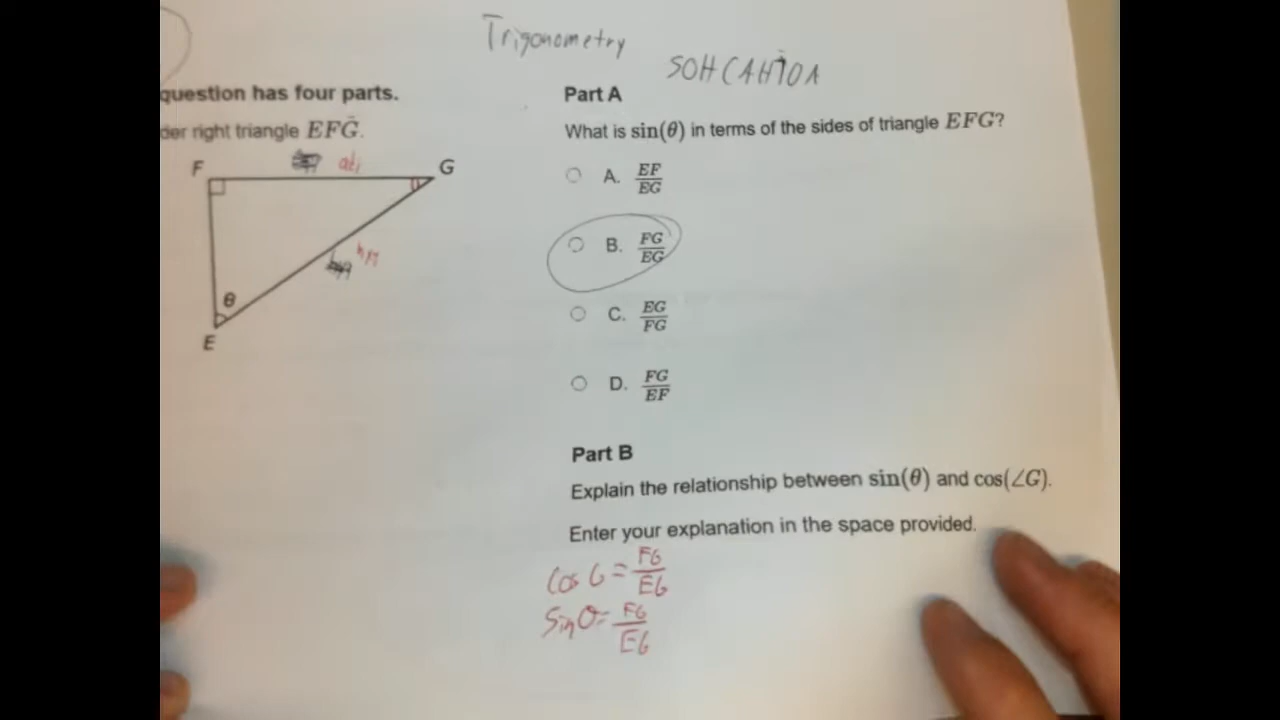 Trigonometry
SOHCAHTOA
question has four parts.
der right triangle EFG.
F
adj
G
hyp
θ
E
Part A
What is sin(θ) in terms of the sides of triangle EFG?
A. EF/EG
B. FG/EG
C. EG/FG
D. FG/EF
Part B
Explain the relationship between sin(θ) and cos(∠G).
Enter your explanation in the space provided.
Cos G = FG/EG
Sin θ = FG/EG